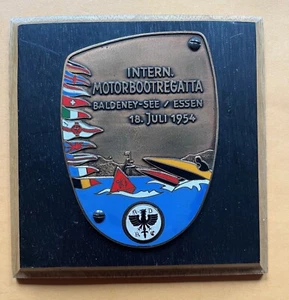 INTERN.
MOTORBOOTREGATTA
BALDENEY-SEE / ESSEN
18. JULI 1954